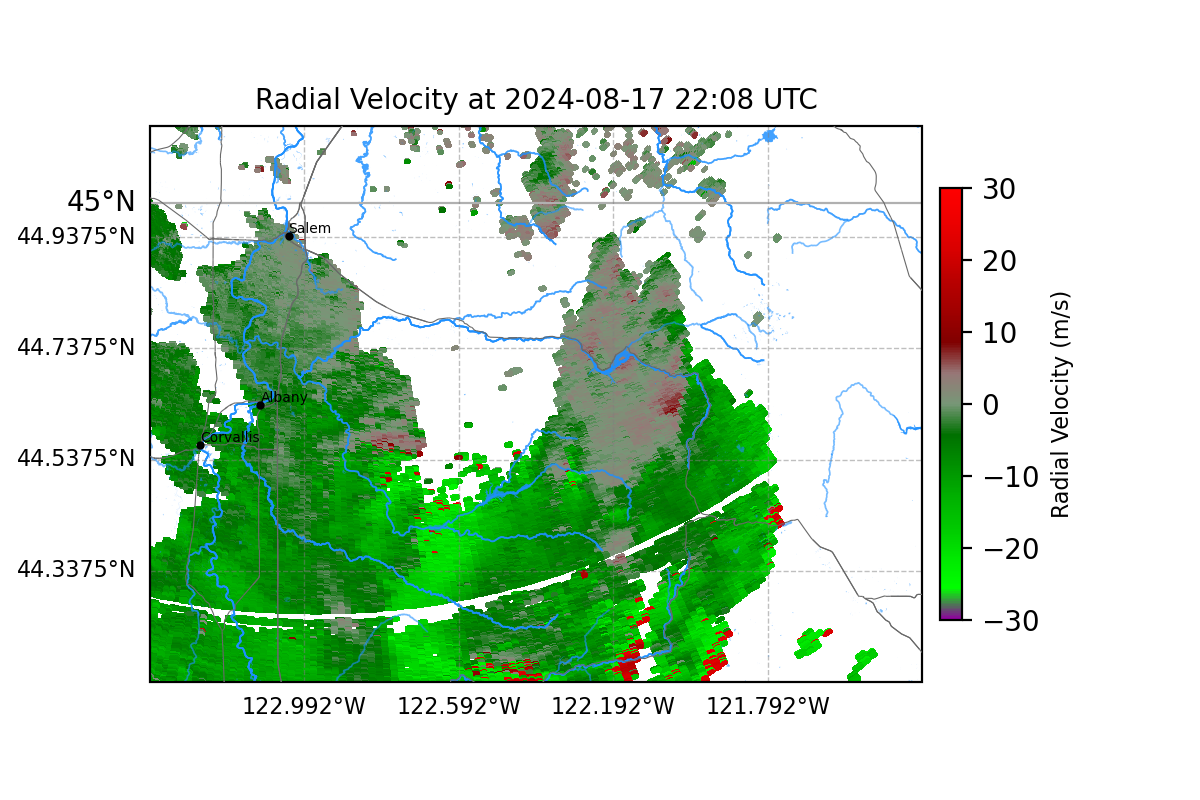 Radial Velocity at 2024-08-17 22:08 UTC
45°N
44.9375°N
44.7375°N
44.5375°N
44.3375°N
Salem
Albany
Corvallis
122.992°W 122.592°W 122.192°W 121.792°W
30
20
10
0
−10
−20
−30
Radial Velocity (m/s)